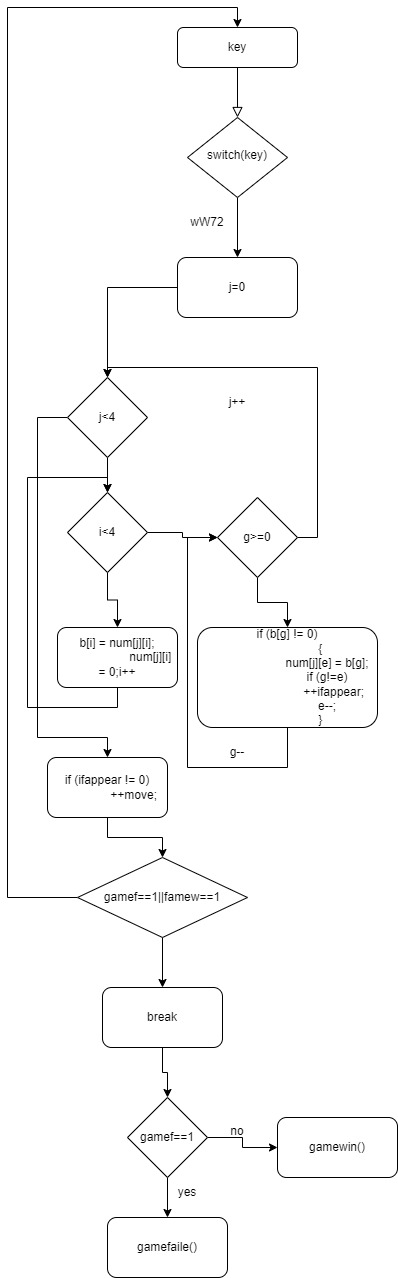 key
switch(key)
wW72
j=0
j++
j<4
i<4
g>=0
b[i] = num[j][i];
num[j][i]
= 0;i++
if (b[g] != 0)
{
num[j][e] = b[g];
if (g!=e)
++ifappear;
e--;
}
g--
if (ifappear != 0)
++move;
gamef==1||famew==1
break
gamef==1
no
gamewin()
yes
gamefaile()